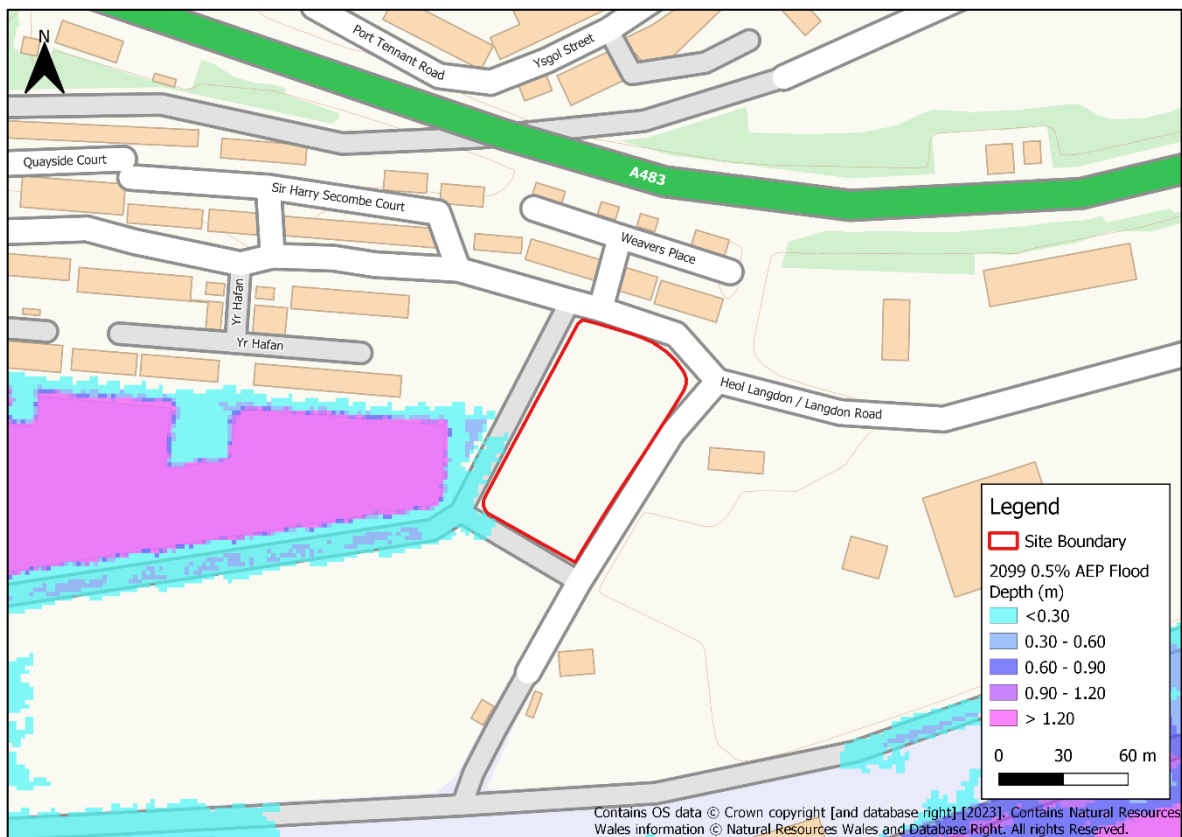 N
Port Tennant Road
Ysgol Street
A483
Quayside Court
Sir Harry Secombe Court
Weavers Place
Yr Hafan
Yr Hafan
Heol Langdon / Langdon Road
Legend
Site Boundary
2099 0.5% AEP Flood
Depth (m)
<0.30
0.30 - 0.60
0.60 - 0.90
0.90 - 1.20
> 1.20
0 30 60 m
Contains OS data © Crown copyright [and database right] [2023]. Contains Natural Resources
Wales information © Natural Resources Wales and Database Right. All rights Reserved.